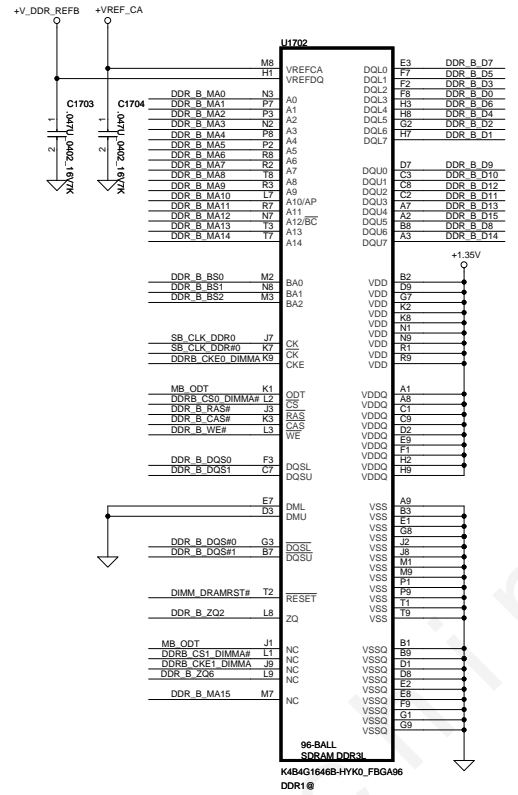 +V_DDR_REFB +VREF_CA
U1702
M8 VREFCA
H1 VREFDQ
C1703
1 2
.047U_0402_16V7K
C1704
1 2
.047U_0402_16V7K
DDR_B_MA0 N3 A0
DDR_B_MA1 P7 A1
DDR_B_MA2 P3 A2
DDR_B_MA3 N2 A3
DDR_B_MA4 P8 A4
DDR_B_MA5 P2 A5
DDR_B_MA6 R8 A6
DDR_B_MA7 R2 A7
DDR_B_MA8 T8 A8
DDR_B_MA9 R3 A9
DDR_B_MA10 L7 A10/AP
DDR_B_MA11 R7 A11
DDR_B_MA12 N7 A12/BC
DDR_B_MA13 T3 A13
DDR_B_MA14 T7 A14
DDR_B_BS0 M2 BA0
DDR_B_BS1 N8 BA1
DDR_B_BS2 M3 BA2
SB_CLK_DDR0 J7 CK
SB_CLK_DDR#0 K7 CK
DDRB_CKE0_DIMMA K9 CKE
MB_ODT K1 ODT
DDRB_CS0_DIMMA# L2 CS
DDR_B_RAS# J3 RAS
DDR_B_CAS# K3 CAS
DDR_B_WE# L3 WE
DDR_B_DQS0 F3 DQSL
DDR_B_DQS1 C7 DQSU
E7 DML
D3 DMU
DDR_B_DQS#0 G3 DQSL
DDR_B_DQS#1 B7 DQSU
DIMM_DRAMRST# T2 RESET
DDR_B_ZQ2 L8 ZQ
MB_ODT J1 NC
DDRB_CS1_DIMMA# L1 NC
DDRB_CKE1_DIMMA J9 NC
DDR_B_ZQ6 L9 NC
DDR_B_MA15 M7 NC
DQL0 E3 DDR_B_D7
DQL1 F7 DDR_B_D5
DQL2 F2 DDR_B_D3
DQL3 F8 DDR_B_D0
DQL4 H3 DDR_B_D6
DQL5 H8 DDR_B_D4
DQL6 G2 DDR_B_D2
DQL7 H7 DDR_B_D1
DQU0 D7 DDR_B_D9
DQU1 C3 DDR_B_D10
DQU2 C8 DDR_B_D12
DQU3 C2 DDR_B_D11
DQU4 A7 DDR_B_D13
DQU5 A2 DDR_B_D15
DQU6 B8 DDR_B_D8
DQU7 A3 DDR_B_D14
+1.35V
VDD B2
VDD D9
VDD G7
VDD K2
VDD K8
VDD N1
VDD N9
VDD R1
VDD R9
VDDQ A1
VDDQ A8
VDDQ C1
VDDQ C9
VDDQ D2
VDDQ E9
VDDQ F1
VDDQ H2
VDDQ H9
VSS A9
VSS B3
VSS E1
VSS G8
VSS J2
VSS J8
VSS M1
VSS M9
VSS P1
VSS P9
VSS T1
VSS T9
VSSQ B1
VSSQ B9
VSSQ D1
VSSQ D8
VSSQ E2
VSSQ E8
VSSQ F9
VSSQ G1
VSSQ G9
96-BALL
SDRAM DDR3L
K4B4G1646B-HYK0_FBGA96
DDR1@